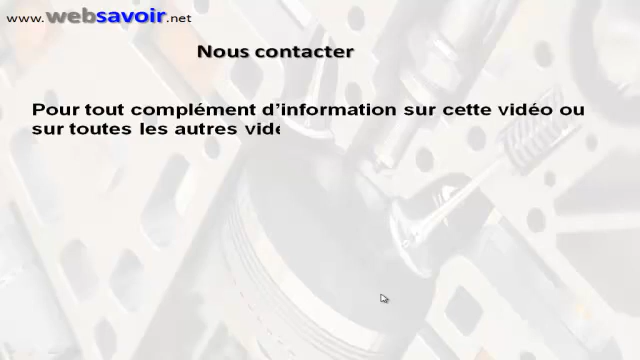 www.websavoir.net
Nous contacter
Pour tout complément d’information sur cette vidéo ou
sur toutes les autres vide